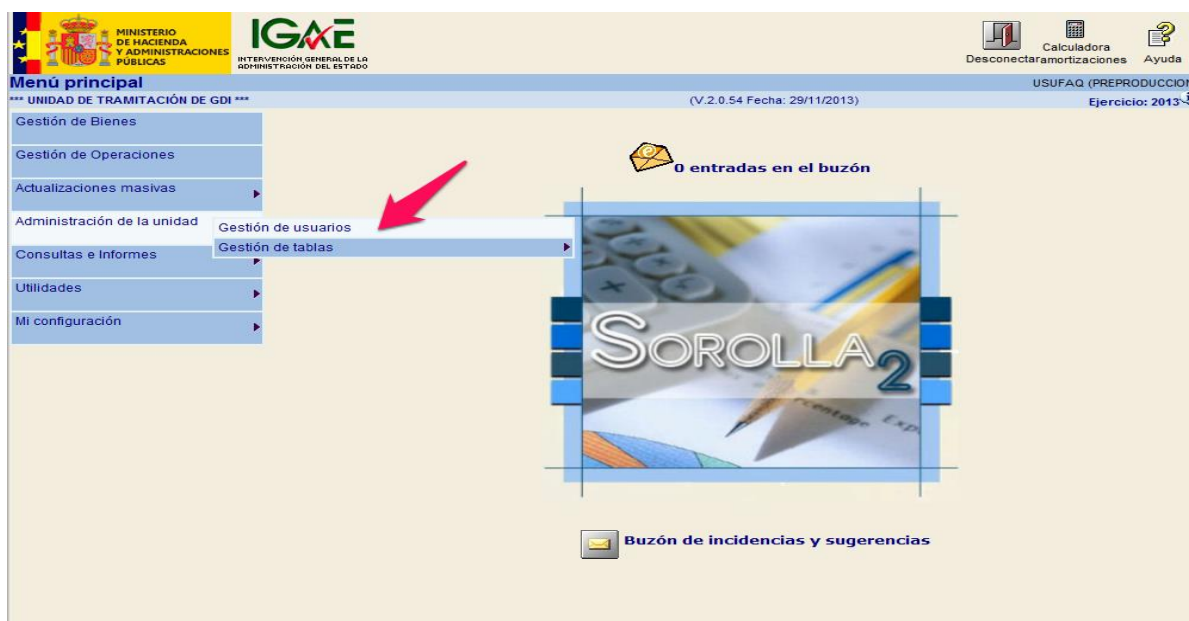 MINISTERIO
DE HACIENDA
Y ADMINISTRACIONES
PÚBLICAS
IGAE
INTERVENCIÓN GENERAL DE LA
ADMINISTRACIÓN DEL ESTADO
Desconectar
Calculadora
amortizaciones
Ayuda
Menú principal
USUFAQ (PREPRODUCCION
*** UNIDAD DE TRAMITACIÓN DE GDI ***
(V.2.0.54 Fecha: 29/11/2013)
Ejercicio: 2013
Gestión de Bienes
Gestión de Operaciones
Actualizaciones masivas
Administración de la unidad
Gestión de usuarios
Gestión de tablas
Consultas e Informes
Utilidades
Mi configuración
0 entradas en el buzón
SOROLLA2
Buzón de incidencias y sugerencias